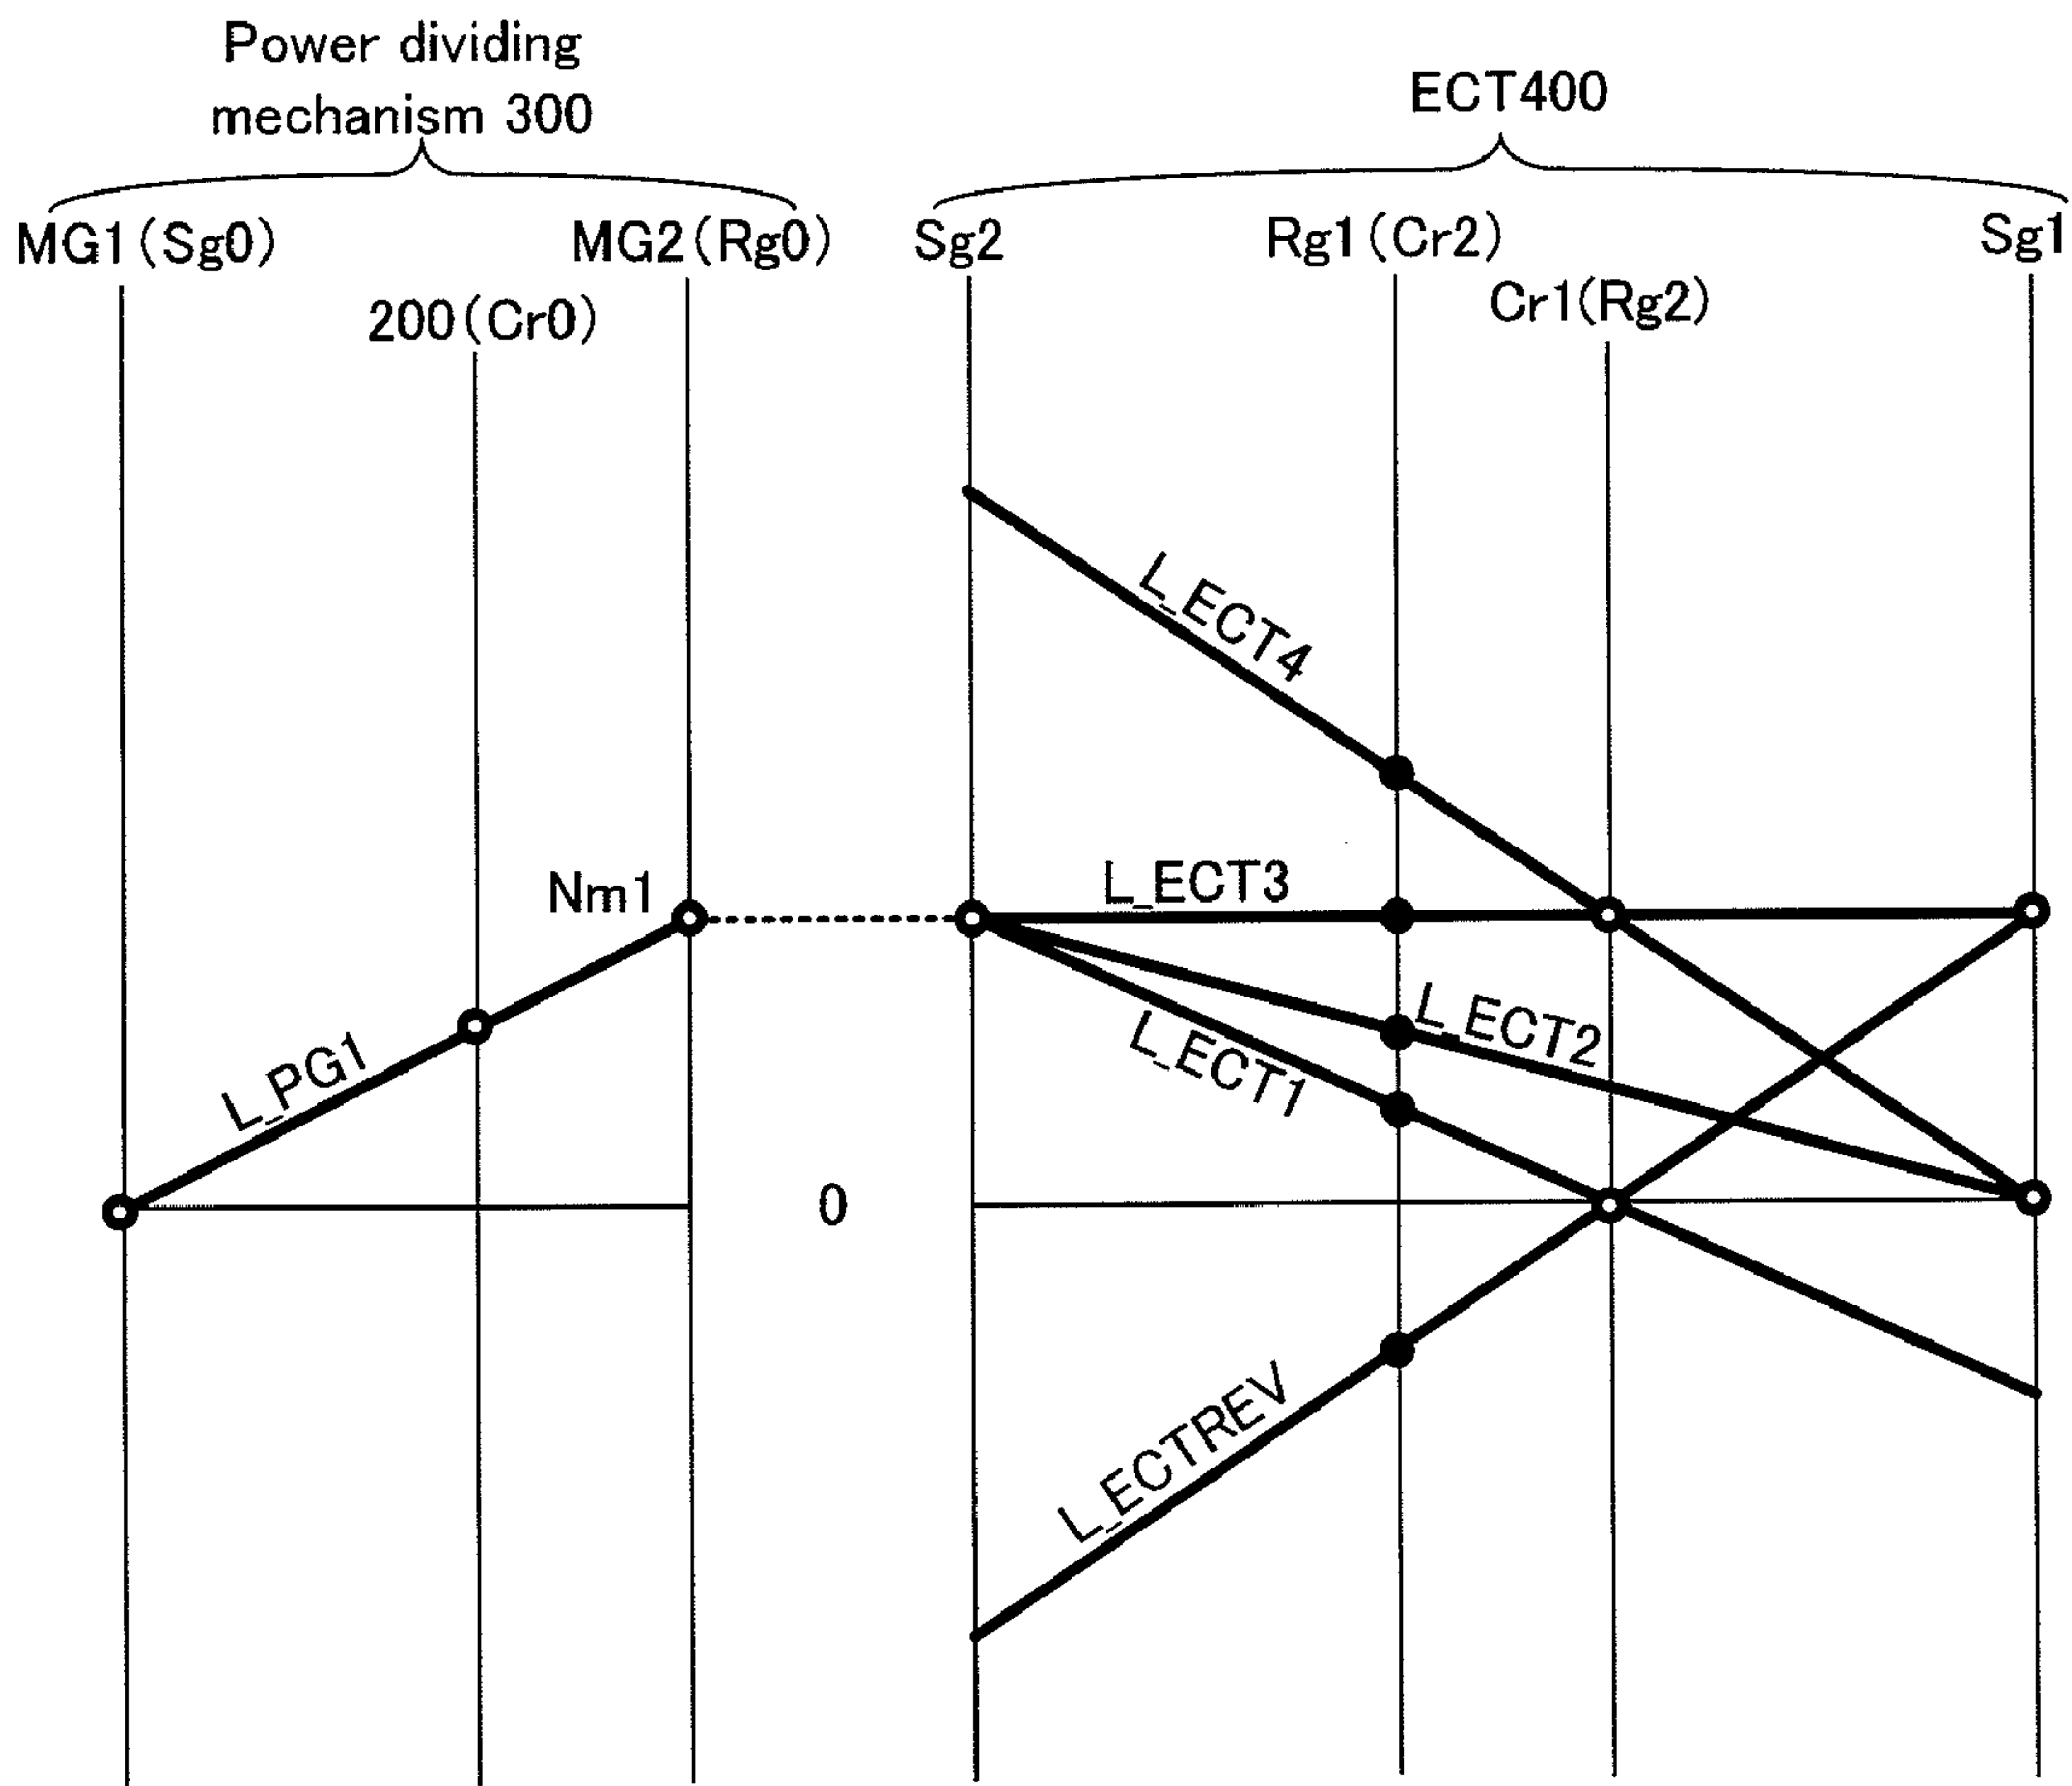 Power dividing
mechanism 300
ECT400
MG1(Sg0)
200(Cr0)
MG2(Rg0)
Sg2
Rg1(Cr2)
Cr1(Rg2)
Sg1
L_ECT4
Nm1
L_ECT3
L_ECT2
L_ECT1
L_PG1
0
L_ECTREV